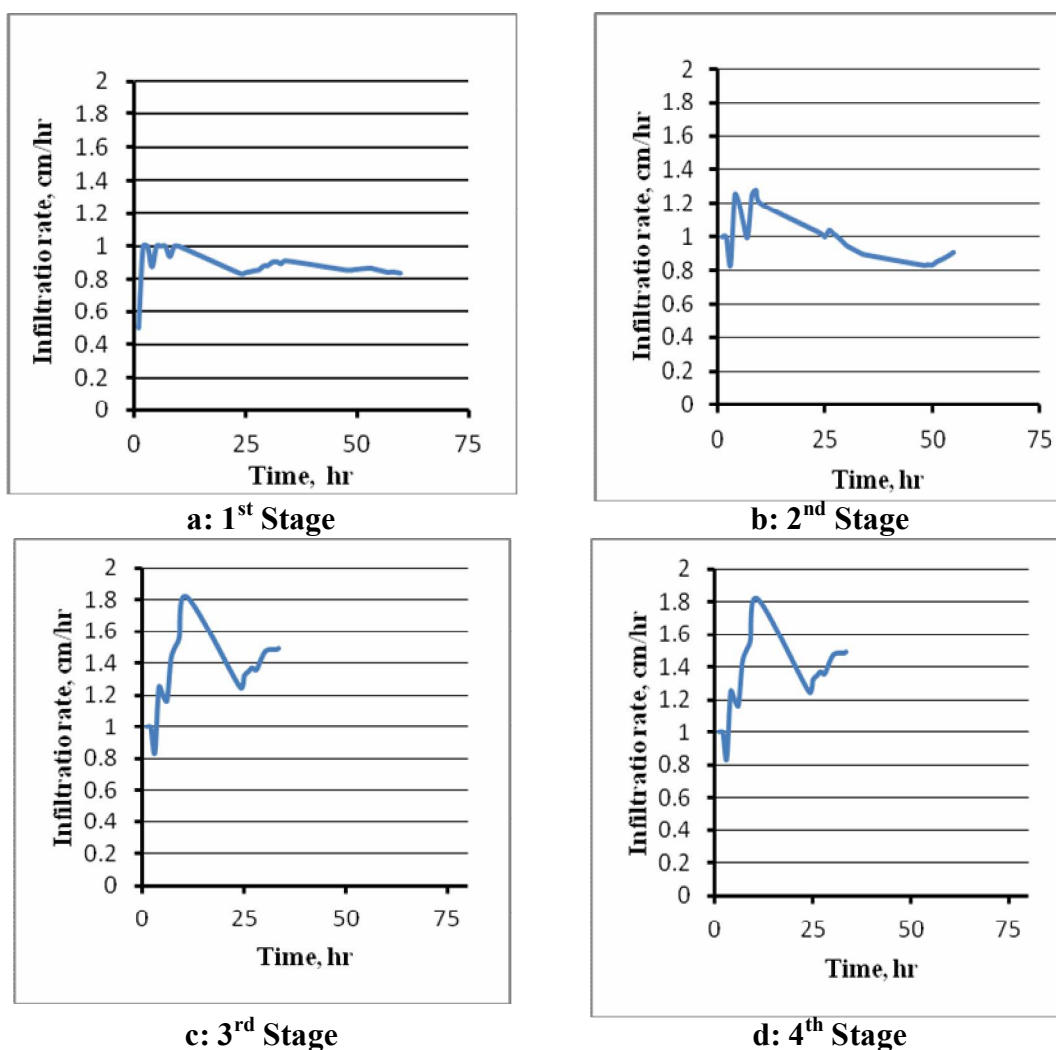 2
1.8
1.6
1.4
1.2
1
0.8
0.6
0.4
0.2
0
Infiltratio rate, cm/hr
0 25 50 75
Time, hr
a: 1st Stage
2
1.8
1.6
1.4
1.2
1
0.8
0.6
0.4
0.2
0
Infiltratio rate, cm/hr
0 25 50 75
Time, hr
b: 2nd Stage
2
1.8
1.6
1.4
1.2
1
0.8
0.6
0.4
0.2
0
Infiltratio rate, cm/hr
0 25 50 75
Time, hr
c: 3rd Stage
2
1.8
1.6
1.4
1.2
1
0.8
0.6
0.4
0.2
0
Infiltratio rate, cm/hr
0 25 50 75
Time, hr
d: 4th Stage